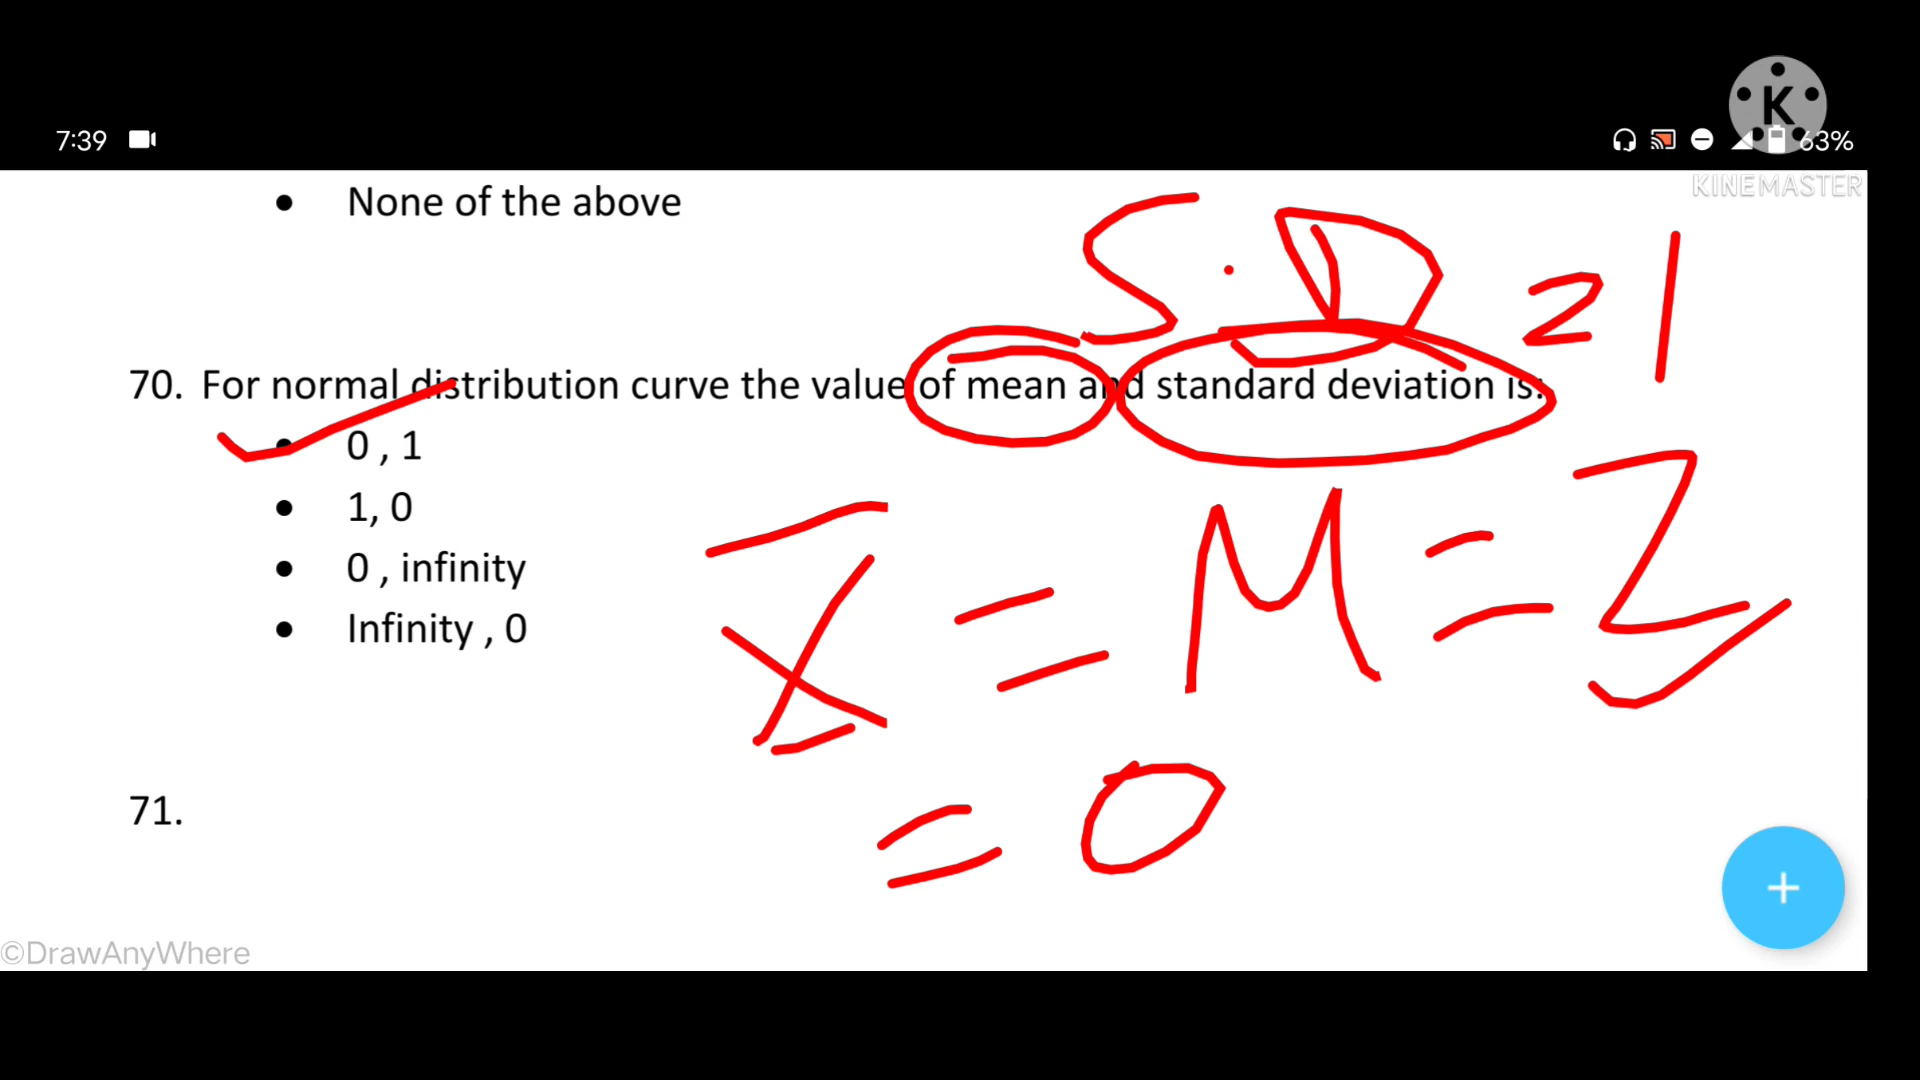 7:39
63%
K
KINEMASTER
None of the above
S.D = 1
70. For normal distribution curve the value of mean and standard deviation is:
0 , 1
1, 0
0 , infinity
Infinity , 0
X̅ = M = Z
= 0
71.
+
©DrawAnyWhere